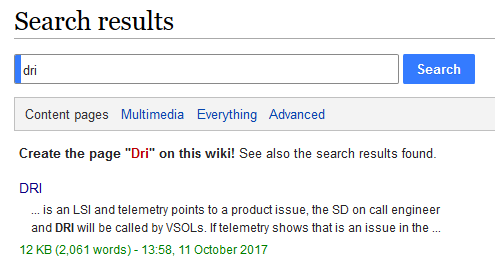 Search results
dri
Search
Content pages Multimedia Everything Advanced
Create the page "Dri" on this wiki! See also the search results found.
DRI
... is an LSI and telemetry points to a product issue, the SD on call engineer
and DRI will be called by VSOLs. If telemetry shows that is an issue in the ...
12 KB (2,061 words) - 13:58, 11 October 2017